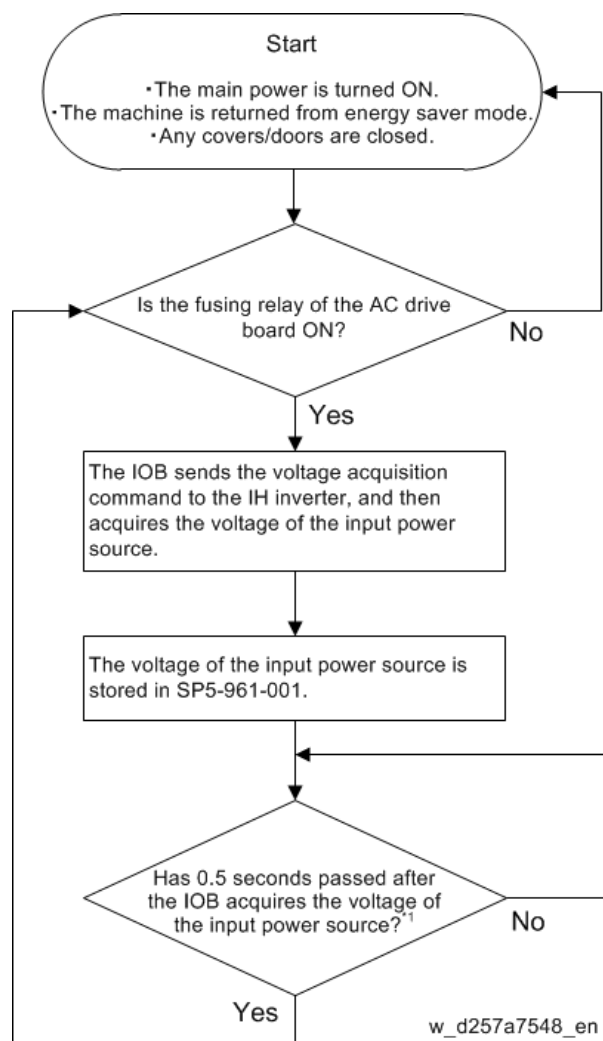 Start
・The main power is turned ON.
・The machine is returned from energy saver mode.
・Any covers/doors are closed.
Is the fusing relay of the AC drive
board ON?
No
Yes
The IOB sends the voltage acquisition
command to the IH inverter, and then
acquires the voltage of the input power
source.
The voltage of the input power source is
stored in SP5-961-001.
Has 0.5 seconds passed after
the IOB acquires the voltage of
the input power source?*1
No
Yes
w_d257a7548_en